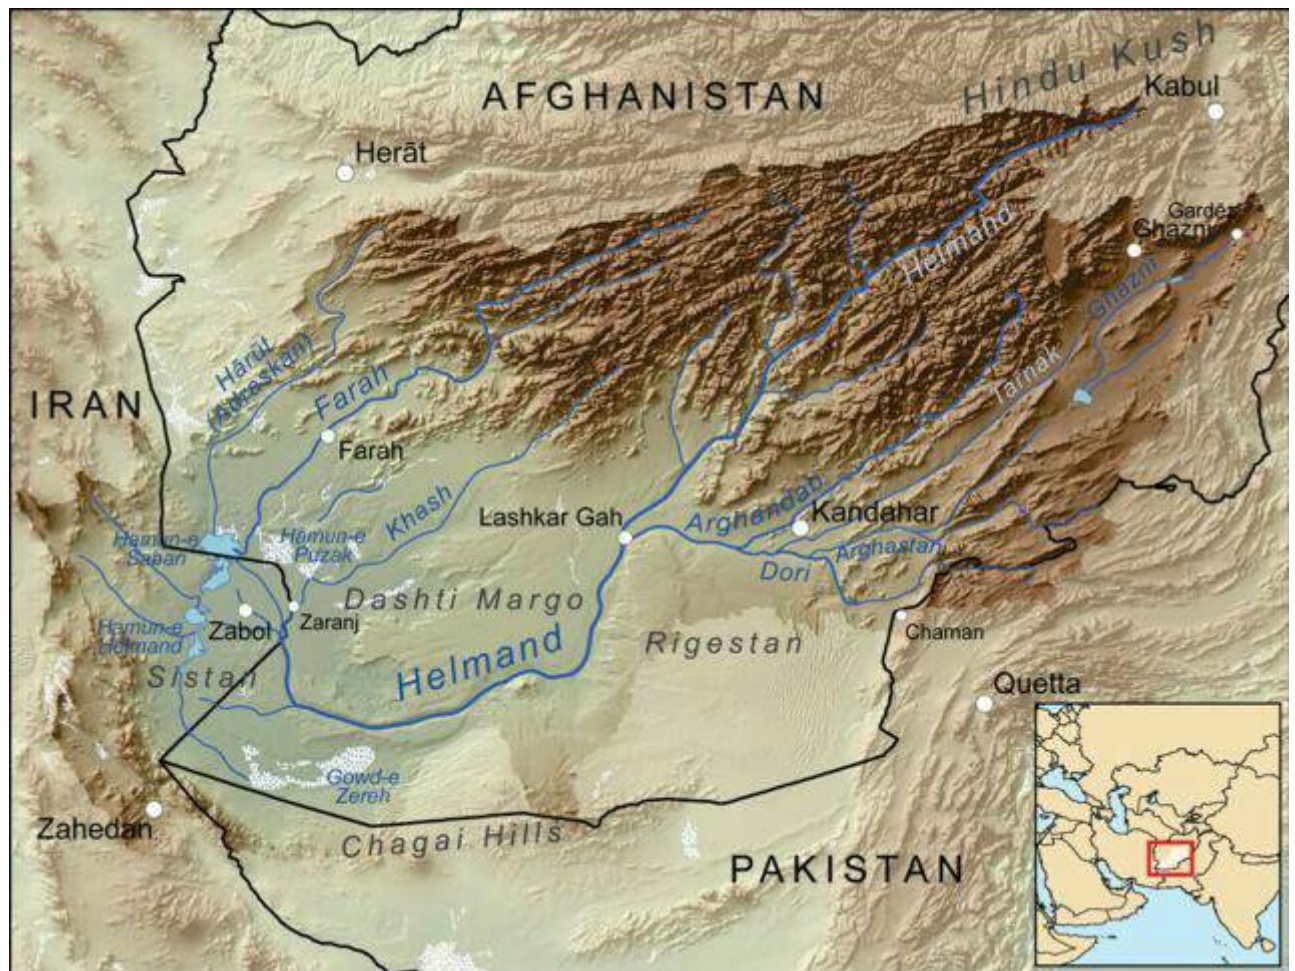 Hindu Kush
AFGHANISTAN
Kabul
Herāt
Gardēz
Ghazni
Helmand
Ghazni
Hārūt
(Adraskan)
Farah
Tarnak
IRAN
Farah
Khash
Lashkar Gah
Arghandab
Kandahar
Hamun-e
Sabari
Hamun-e
Puzak
Arghastan
Dori
Dashti Margo
Zabol
Zaranj
Hamun-e
Helmand
Rigestan
Chaman
Sistan
Helmand
Quetta
Gowd-e
Zereh
Zahedan
Chagai Hills
PAKISTAN